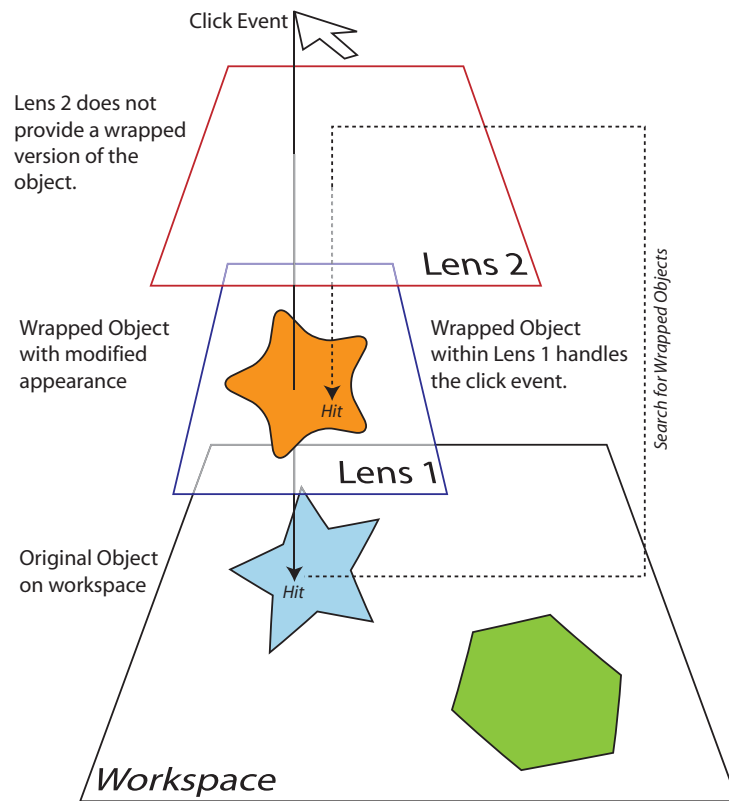 Click Event
Lens 2 does not
provide a wrapped
version of the
object.
Lens 2
Wrapped Object
with modified
appearance
Wrapped Object
within Lens 1 handles
the click event.
Search for Wrapped Objects
Hit
Lens 1
Original Object
on workspace
Hit
Workspace